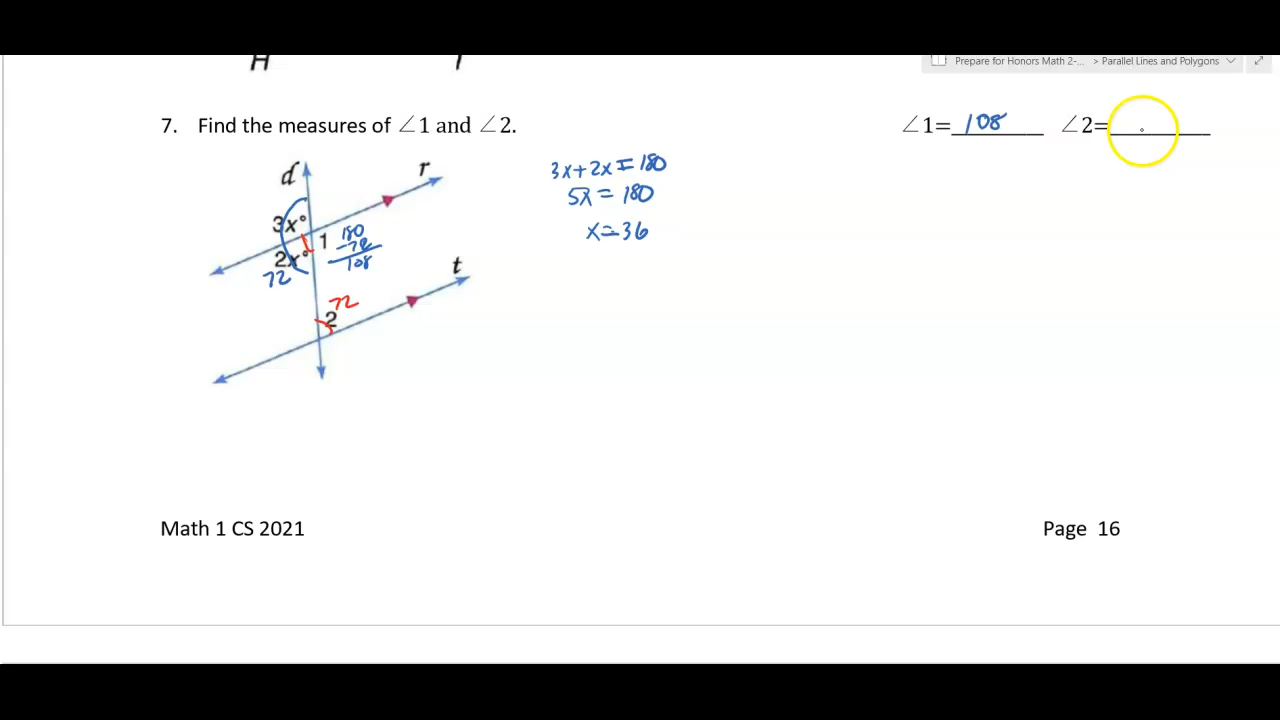 H T
Prepare for Honors Math 2-... > Parallel Lines and Polygons
7. Find the measures of ∠1 and ∠2.
∠1= 108 ∠2=
d
r
3x°
2x°
72
1
180
-72
108
t
72
2
3x+2x=180
5x = 180
x=36
Math 1 CS 2021
Page 16